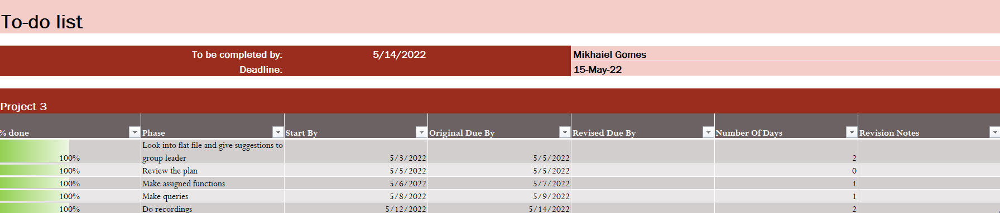 To-do list
To be completed by: 5/14/2022 Mikhaiel Gomes
Deadline: 15-May-22
Project 3
% done Phase Start By Original Due By Revised Due By Number Of Days Revision Notes
Look into flat file and give suggestions to
100% group leader 5/3/2022 5/5/2022 2
100% Review the plan 5/5/2022 5/5/2022 0
100% Make assigned functions 5/6/2022 5/7/2022 1
100% Make queries 5/8/2022 5/9/2022 1
100% Do recordings 5/12/2022 5/14/2022 2